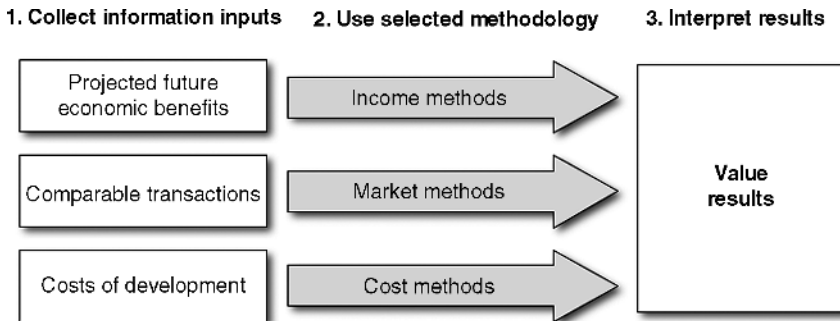 1. Collect information inputs
2. Use selected methodology
3. Interpret results
Projected future
economic benefits
Income methods
Comparable transactions
Market methods
Value
results
Costs of development
Cost methods